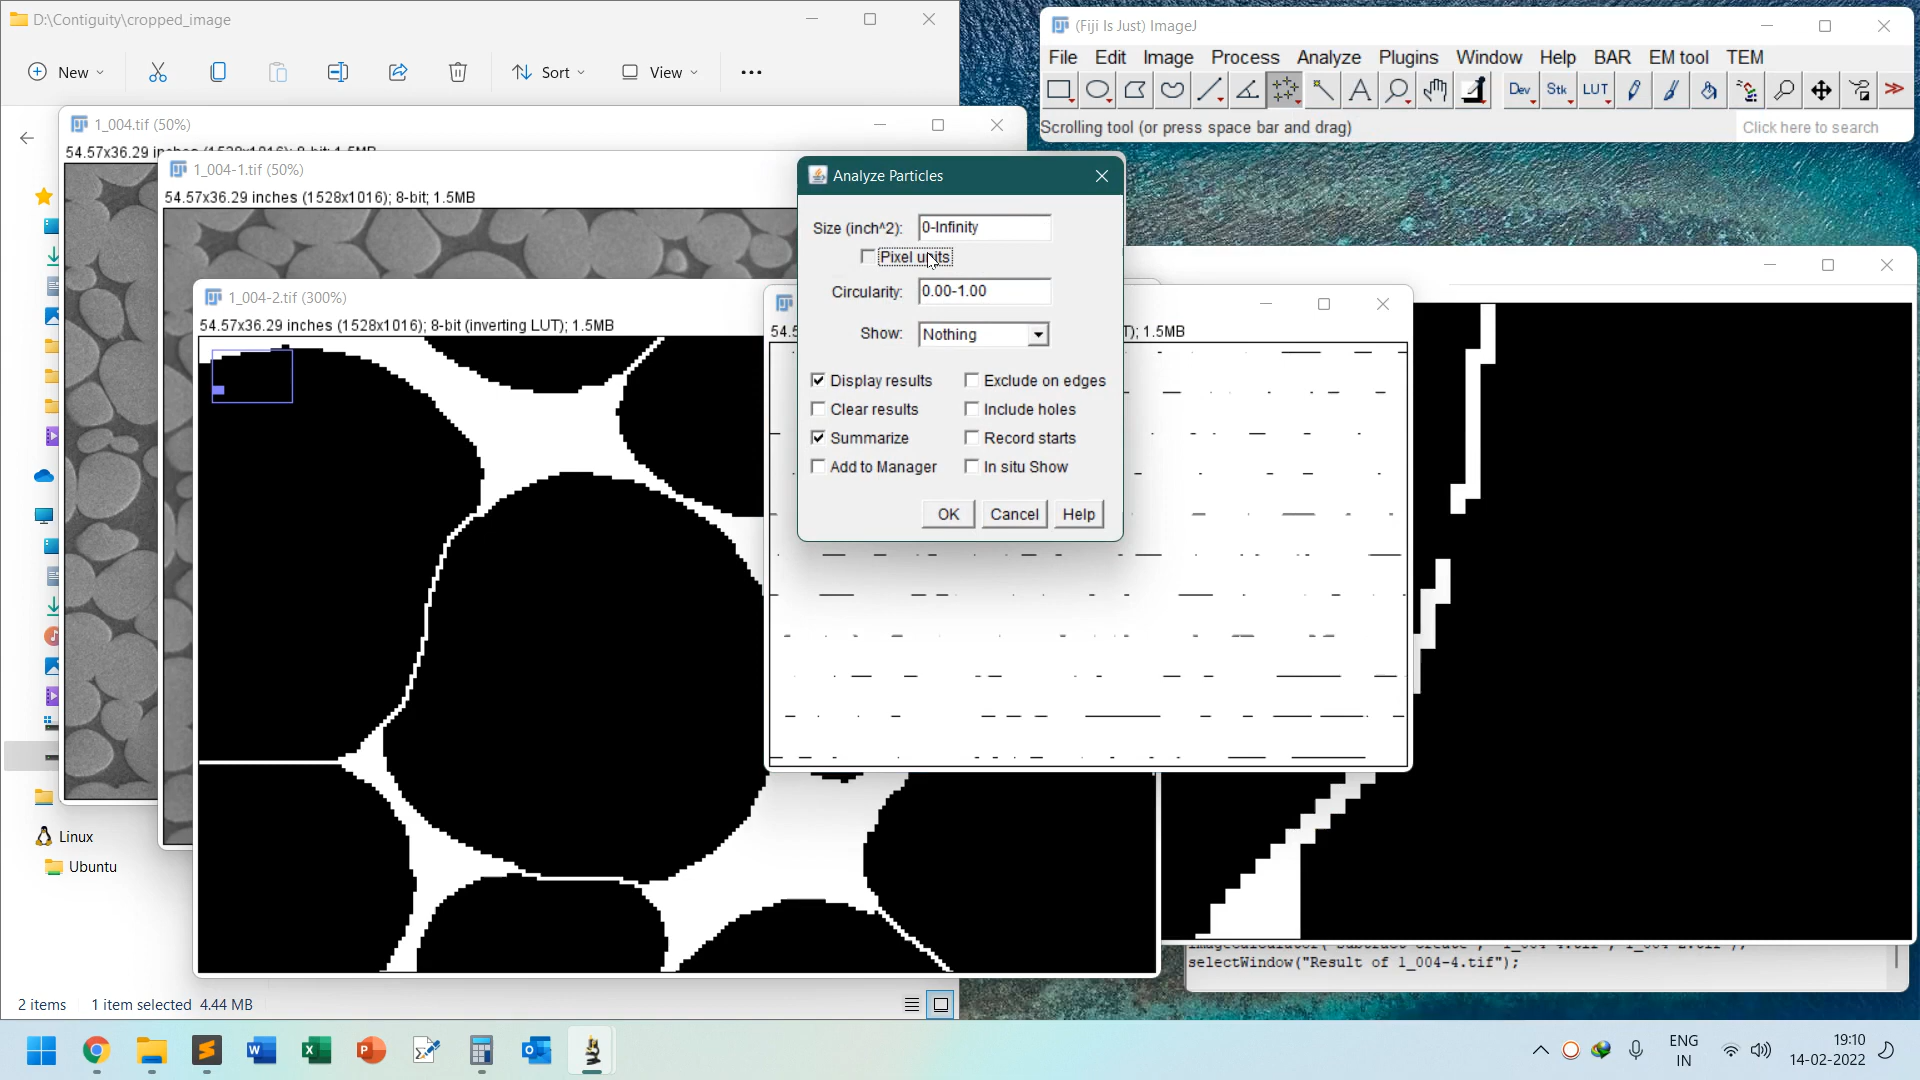 D:\Contiguity\cropped_image
New
Sort
View
1_004.tif (50%)
1_004-1.tif (50%)
54.57x36.29 inches (1528x1016); 8-bit; 1.5MB
1_004-2.tif (300%)
54.57x36.29 inches (1528x1016); 8-bit (inverting LUT); 1.5MB
54.5
T); 1.5MB
Analyze Particles
Size (inch^2): 0-Infinity
Pixel units
Circularity: 0.00-1.00
Show: Nothing
Display results Exclude on edges
Clear results Include holes
Summarize Record starts
Add to Manager In situ Show
OK Cancel Help
(Fiji Is Just) ImageJ
File Edit Image Process Analyze Plugins Window Help BAR EM tool TEM
Dev Stk LUT
Scrolling tool (or press space bar and drag)
Click here to search
selectWindow("Result of 1_004-4.tif");
Linux
Ubuntu
2 items 1 item selected 4.44 MB
ENG
IN
19:10
14-02-2022